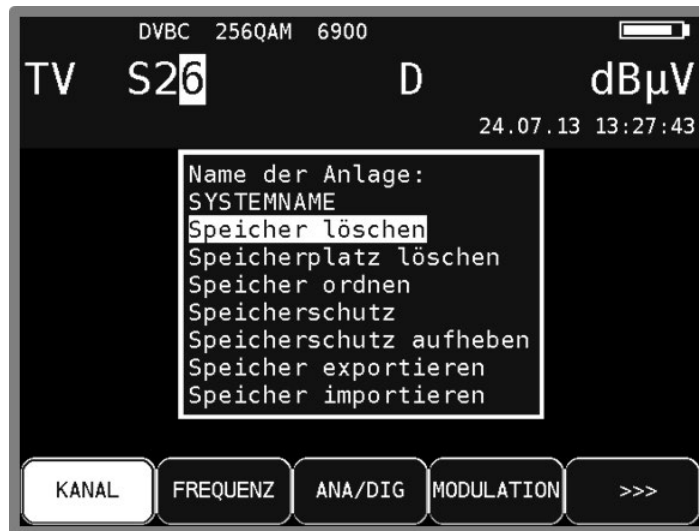 DVBC 256QAM 6900
TV S26 D dBµV
24.07.13 13:27:43
Name der Anlage:
SYSTEMNAME
Speicher löschen
Speicherplatz löschen
Speicher ordnen
Speicherschutz
Speicherschutz aufheben
Speicher exportieren
Speicher importieren
KANAL FREQUENZ ANA/DIG MODULATION >>>